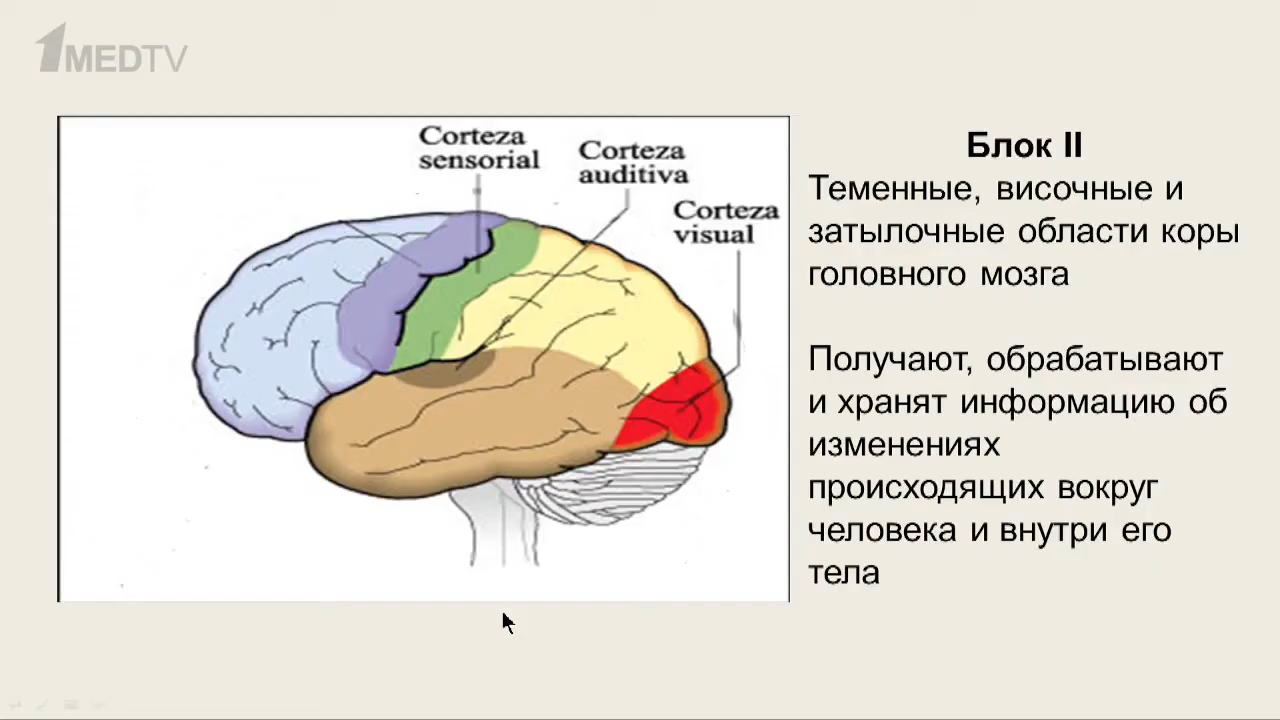 1MEDTV
Corteza
sensorial
Corteza
auditiva
Corteza
visual
Блок II
Теменные, височные и
затылочные области коры
головного мозга
Получают, обрабатывают
и хранят информацию об
изменениях
происходящих вокруг
человека и внутри его
тела